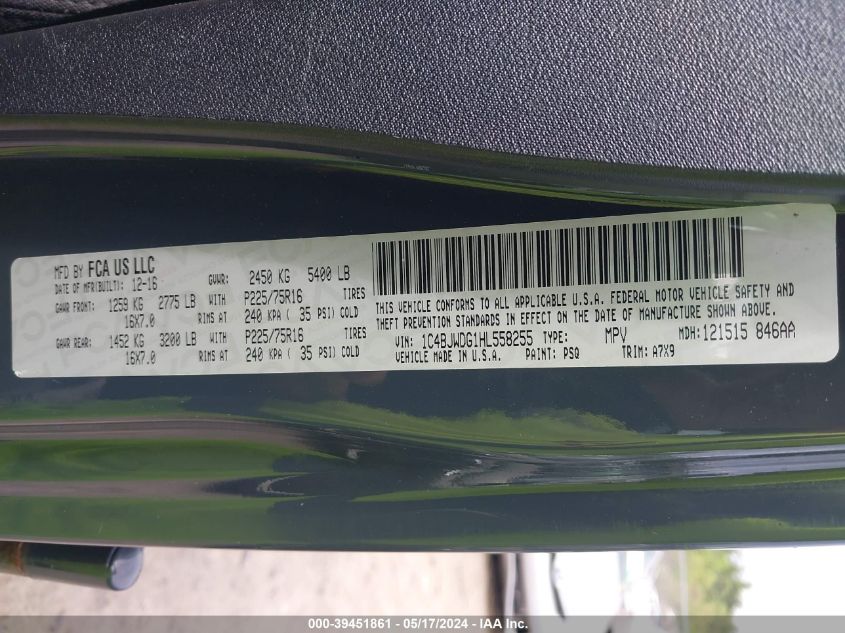 MFD BY FCA US LLC
DATE OF MFR(BUILT): 12-16
GVWR: 2450 KG 5400 LB
GAWR FRONT: 1259 KG 2775 LB WITH P225/75R16 TIRES
16X7.0 RIMS AT 240 KPA ( 35 PSI) COLD
GAWR REAR: 1452 KG 3200 LB WITH P225/75R16 TIRES
16X7.0 RIMS AT 240 KPA ( 35 PSI) COLD
THIS VEHICLE CONFORMS TO ALL APPLICABLE U.S.A. FEDERAL MOTOR VEHICLE SAFETY AND
THEFT PREVENTION STANDARDS IN EFFECT ON THE DATE OF MANUFACTURE SHOWN ABOVE.
VIN: 1C4BJWDG1HL558255 TYPE: MPV MDH: 121515 846AA
VEHICLE MADE IN U.S.A. PAINT: PSQ TRIM: A7X9
000-39451861 - 05/17/2024 - IAA Inc.